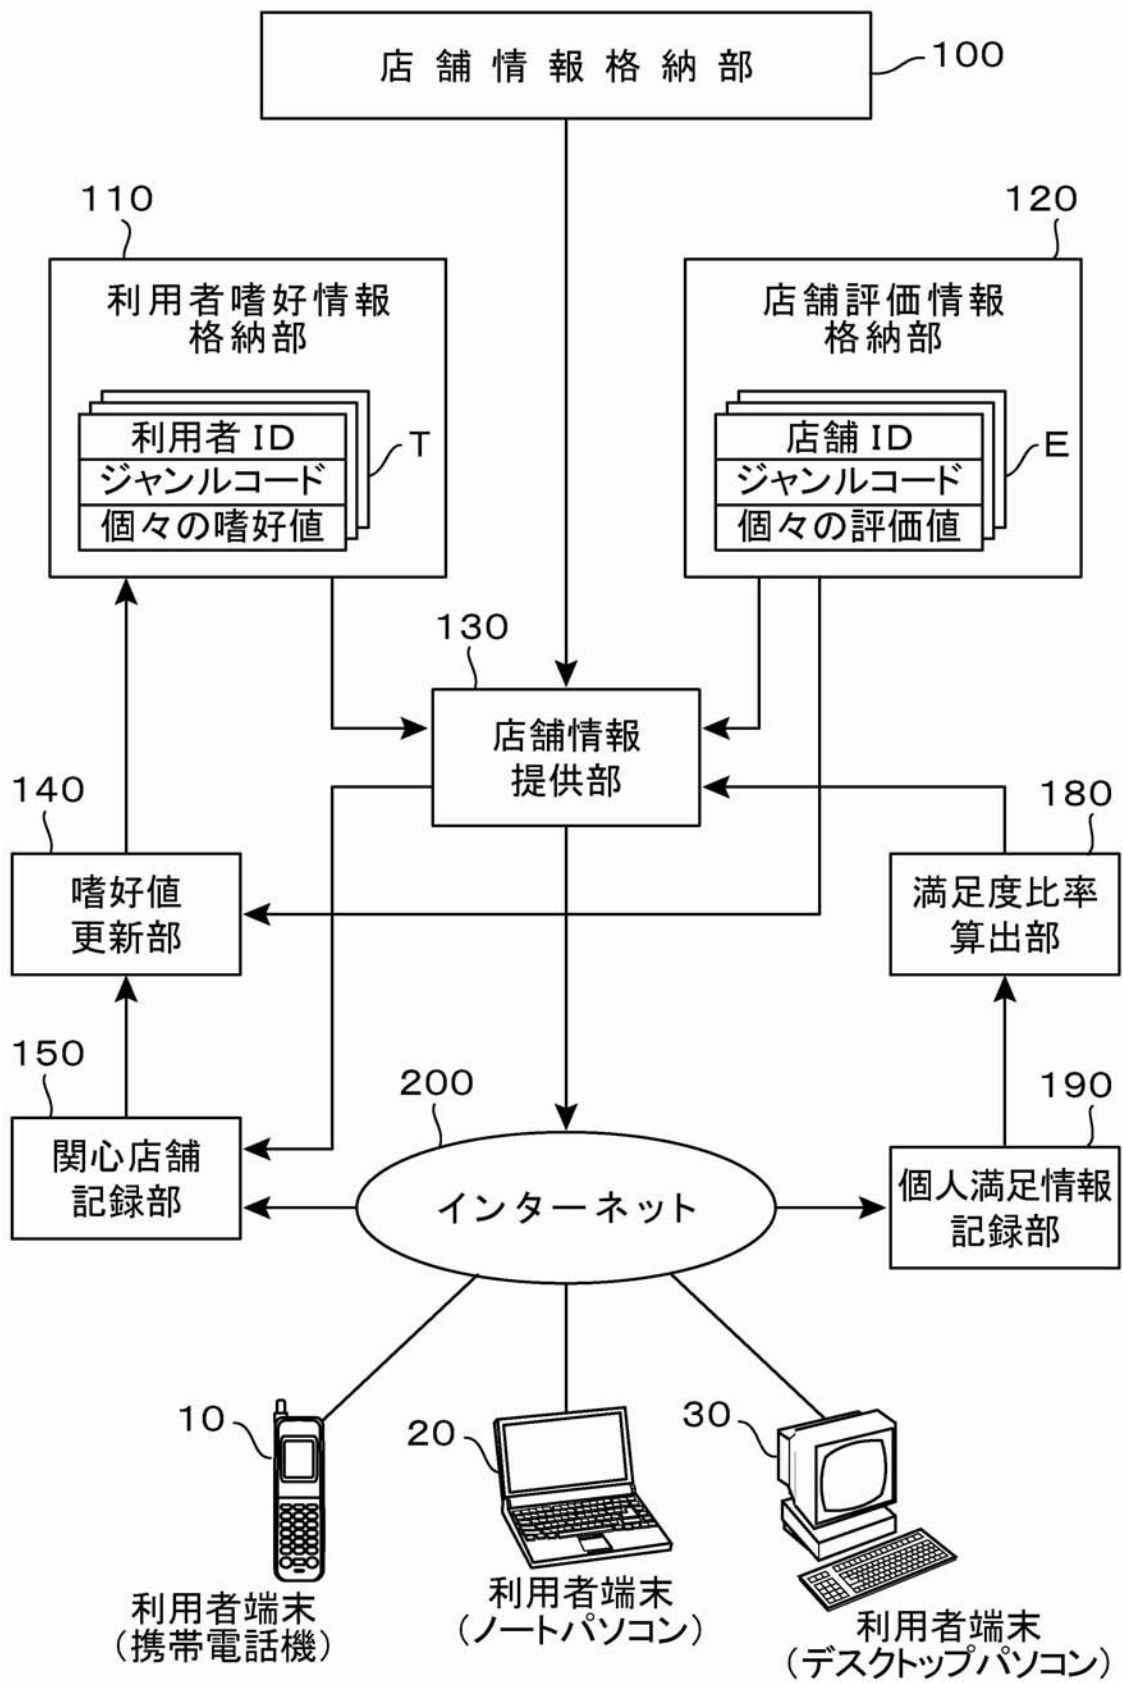 店舗情報格納部
100
110
120
利用者嗜好情報
格納部
店舗評価情報
格納部
利用者 ID
ジャンルコード
個々の嗜好値
T
店舗 ID
ジャンルコード
個々の評価値
E
130
店舗情報
提供部
140
嗜好値
更新部
180
満足度比率
算出部
150
関心店舗
記録部
200
インターネット
190
個人満足情報
記録部
10
20
30
利用者端末
(携帯電話機)
利用者端末
(ノートパソコン)
利用者端末
(デスクトップパソコン)